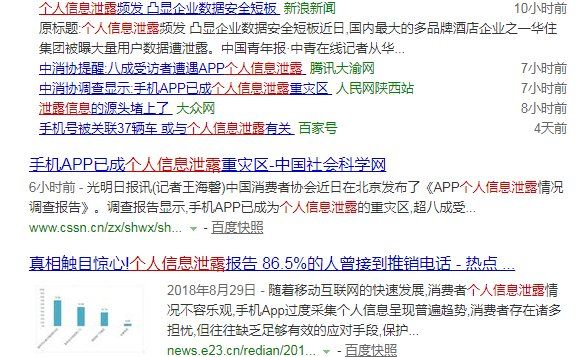 个人信息泄露频发 凸显企业数据安全短板 新浪新闻 10小时前
原标题:个人信息泄露频发 凸显企业数据安全短板近日,国内最大的多品牌酒店企业之一华住
集团被曝大量用户数据遭泄露。中国青年报·中青在线记者从华...
中消协提醒:八成受访者遭遇APP个人信息泄露 腾讯大渝网 7小时前
中消协调查显示:手机APP已成个人信息泄露重灾区 人民网陕西站 7小时前
泄露信息的源头堵上了 大众网 8小时前
手机号被关联37辆车 或与个人信息泄露有关 百家号 4天前
手机APP已成个人信息泄露重灾区-中国社会科学网
6小时前 - 光明日报讯(记者王海磬)中国消费者协会近日在北京发布了《APP个人信息泄露情况
调查报告》。调查报告显示,手机APP已成为个人信息泄露的重灾区,超八成受...
www.cssn.cn/zx/shwx/sh... - 百度快照
真相触目惊心!个人信息泄露报告 86.5%的人曾接到推销电话 - 热点 ...
2018年8月29日 - 随着移动互联网的快速发展,消费者个人信息泄露情
况不容乐观,手机App过度采集个人信息呈现普遍趋势,消费者存在诸多
担忧,但往往缺乏足够有效的应对手段,保护...
news.e23.cn/redian/201... - 百度快照